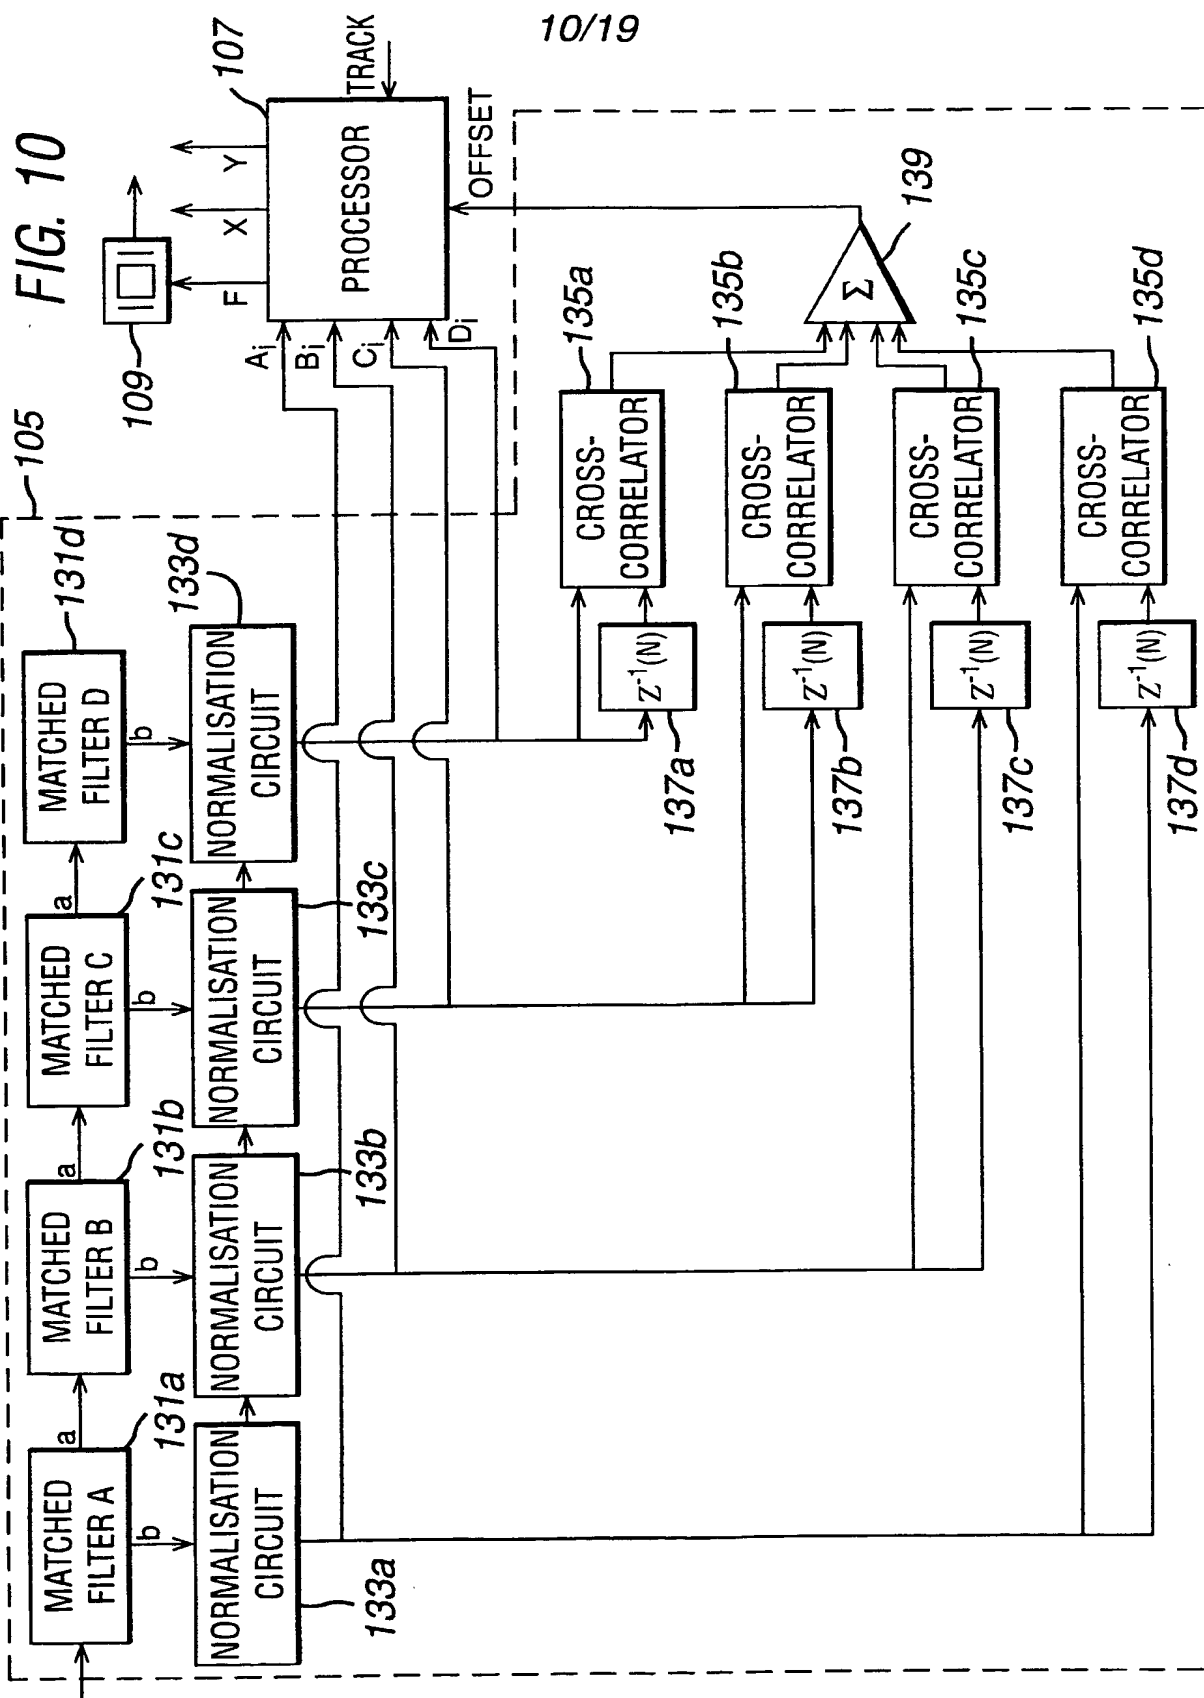 10/19
FIG. 10
105
MATCHED
FILTER A
131a
MATCHED
FILTER B
131b
MATCHED
FILTER C
131c
MATCHED
FILTER D
131d
a
a
a
b
b
b
b
NORMALISATION
CIRCUIT
133a
NORMALISATION
CIRCUIT
133b
NORMALISATION
CIRCUIT
133c
NORMALISATION
CIRCUIT
133d
109
F
X
Y
107
Ai
Bi
Ci
Di
PROCESSOR
TRACK
OFFSET
Z⁻¹(N)
137a
CROSS-
CORRELATOR
135a
Z⁻¹(N)
137b
CROSS-
CORRELATOR
135b
Z⁻¹(N)
137c
CROSS-
CORRELATOR
135c
Z⁻¹(N)
137d
CROSS-
CORRELATOR
135d
Σ
139